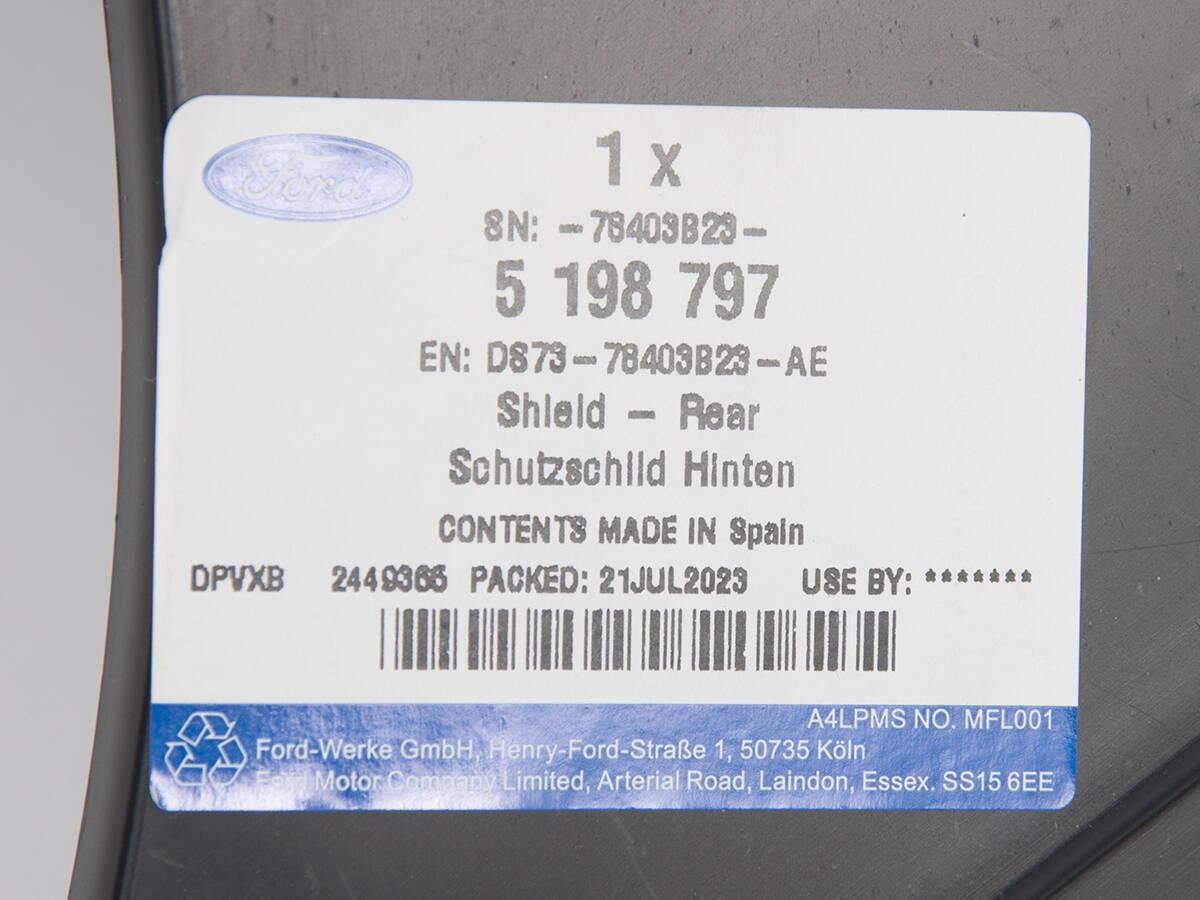 Ford
1 x
SN: -78403B23-
5 198 797
EN: DS73-78403B23-AE
Shield - Rear
Schutzschild Hinten
CONTENTS MADE IN Spain
DPVXB 2449366 PACKED: 21JUL2023 USE BY: *******
A4LPMS NO. MFL001
Ford-Werke GmbH, Henry-Ford-Straße 1, 50735 Köln
Ford Motor Company Limited, Arterial Road, Laindon, Essex. SS15 6EE